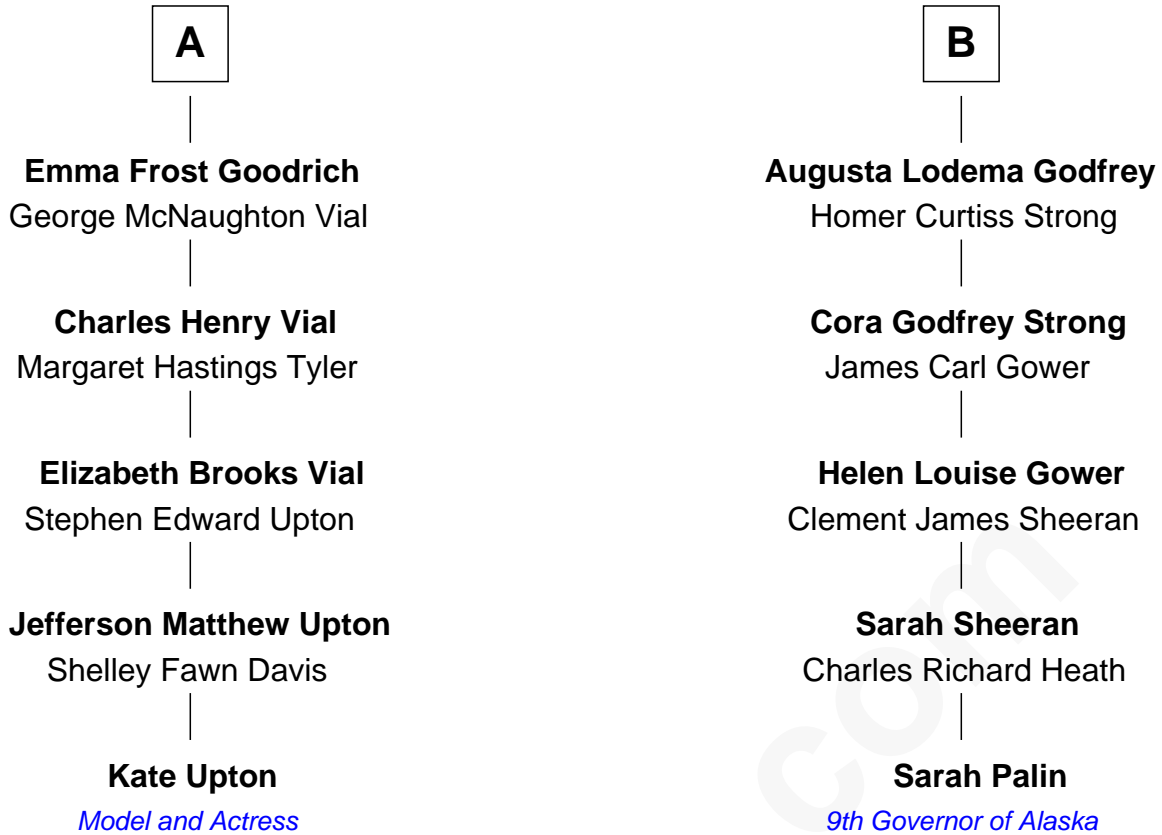 A
Emma Frost Goodrich
George McNaughton Vial
Charles Henry Vial
Margaret Hastings Tyler
Elizabeth Brooks Vial
Stephen Edward Upton
Jefferson Matthew Upton
Shelley Fawn Davis
Kate Upton
Model and Actress
B
Augusta Lodema Godfrey
Homer Curtiss Strong
Cora Godfrey Strong
James Carl Gower
Helen Louise Gower
Clement James Sheeran
Sarah Sheeran
Charles Richard Heath
Sarah Palin
9th Governor of Alaska
com